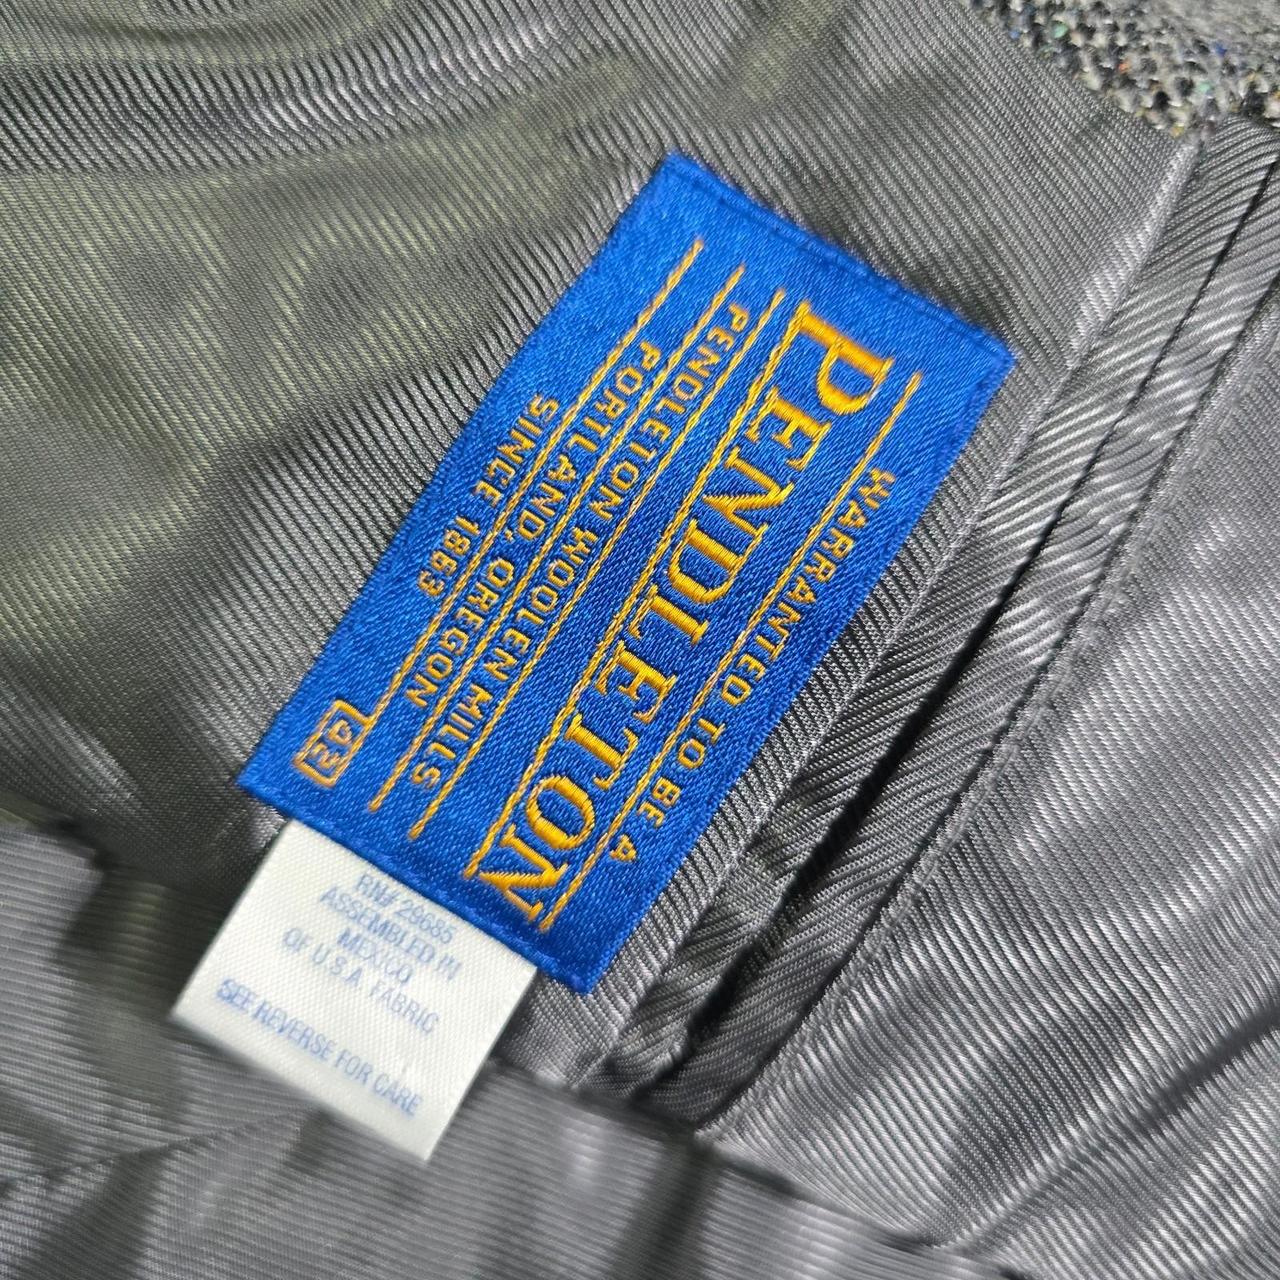 WARRANTED TO BE A
PENDLETON
PENDLETON WOOLEN MILLS
PORTLAND, OREGON
SINCE 1863
RN# 29685
ASSEMBLED IN
MEXICO
OF U.S.A FABRIC
SEE REVERSE FOR CARE